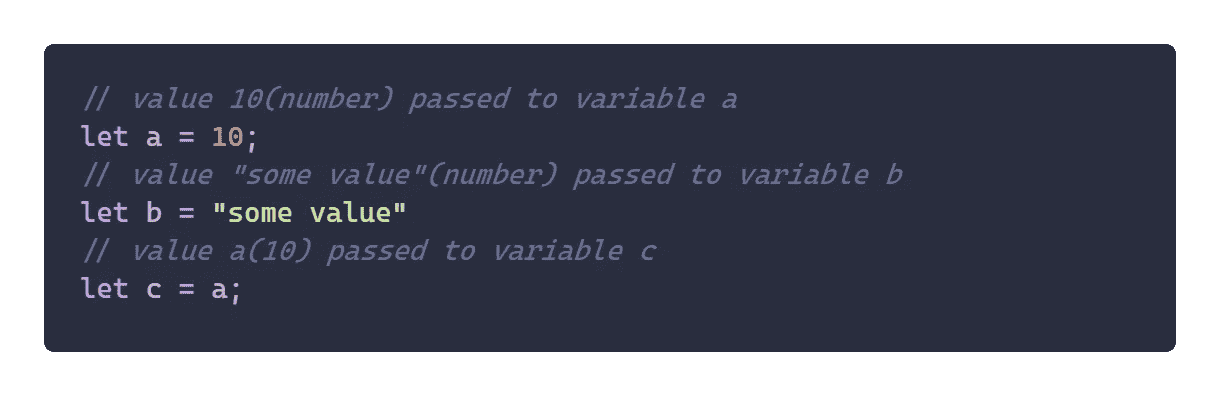 // value 10(number) passed to variable a
let a = 10;
// value "some value"(number) passed to variable b
let b = "some value"
// value a(10) passed to variable c
let c = a;